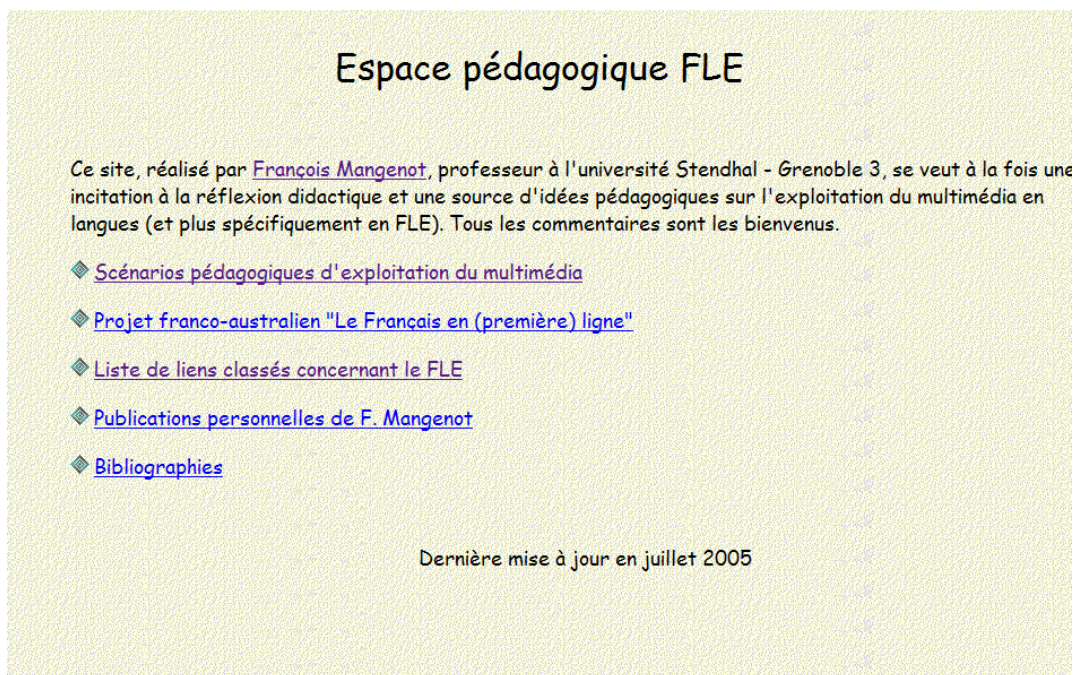 Espace pédagogique FLE
Ce site, réalisé par François Mangenot, professeur à l'université Stendhal - Grenoble 3, se veut à la fois une
incitation à la réflexion didactique et une source d'idées pédagogiques sur l'exploitation du multimédia en
langues (et plus spécifiquement en FLE). Tous les commentaires sont les bienvenus.
Scénarios pédagogiques d'exploitation du multimédia
Projet franco-australien "Le Français en (première) ligne"
Liste de liens classés concernant le FLE
Publications personnelles de F. Mangenot
Bibliographies
Dernière mise à jour en juillet 2005